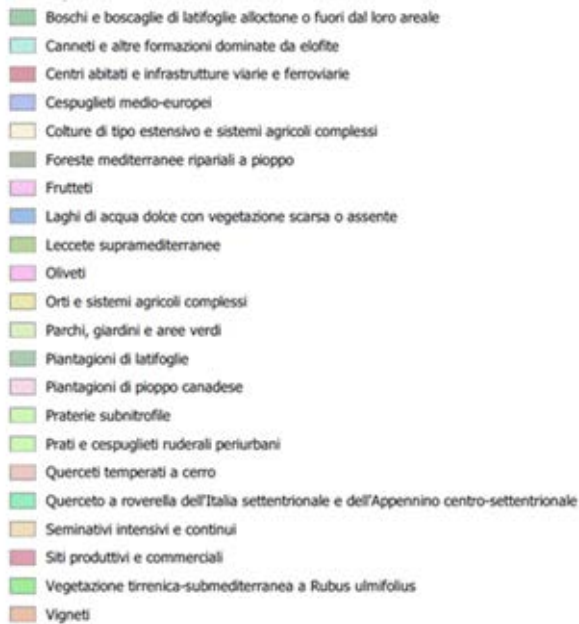 Boschi e boscaglie di latifoglie alloctone o fuori dal loro areale
Canneti e altre formazioni dominate da elofite
Centri abitati e infrastrutture viarie e ferroviarie
Cespuglieti medio-europei
Colture di tipo estensivo e sistemi agricoli complessi
Foreste mediterranee ripariali a pioppo
Frutteti
Laghi di acqua dolce con vegetazione scarsa o assente
Leccete supramediterranee
Oliveti
Orti e sistemi agricoli complessi
Parchi, giardini e aree verdi
Piantagioni di latifoglie
Piantagioni di pioppo canadese
Praterie subnitrofile
Prati e cespuglieti ruderali periurbani
Querceti temperati a cerro
Querceto a roverella dell'Italia settentrionale e dell'Appennino centro-settentrionale
Seminativi intensivi e continui
Siti produttivi e commerciali
Vegetazione tirrenica-submediterranea a Rubus ulmifolius
Vigneti